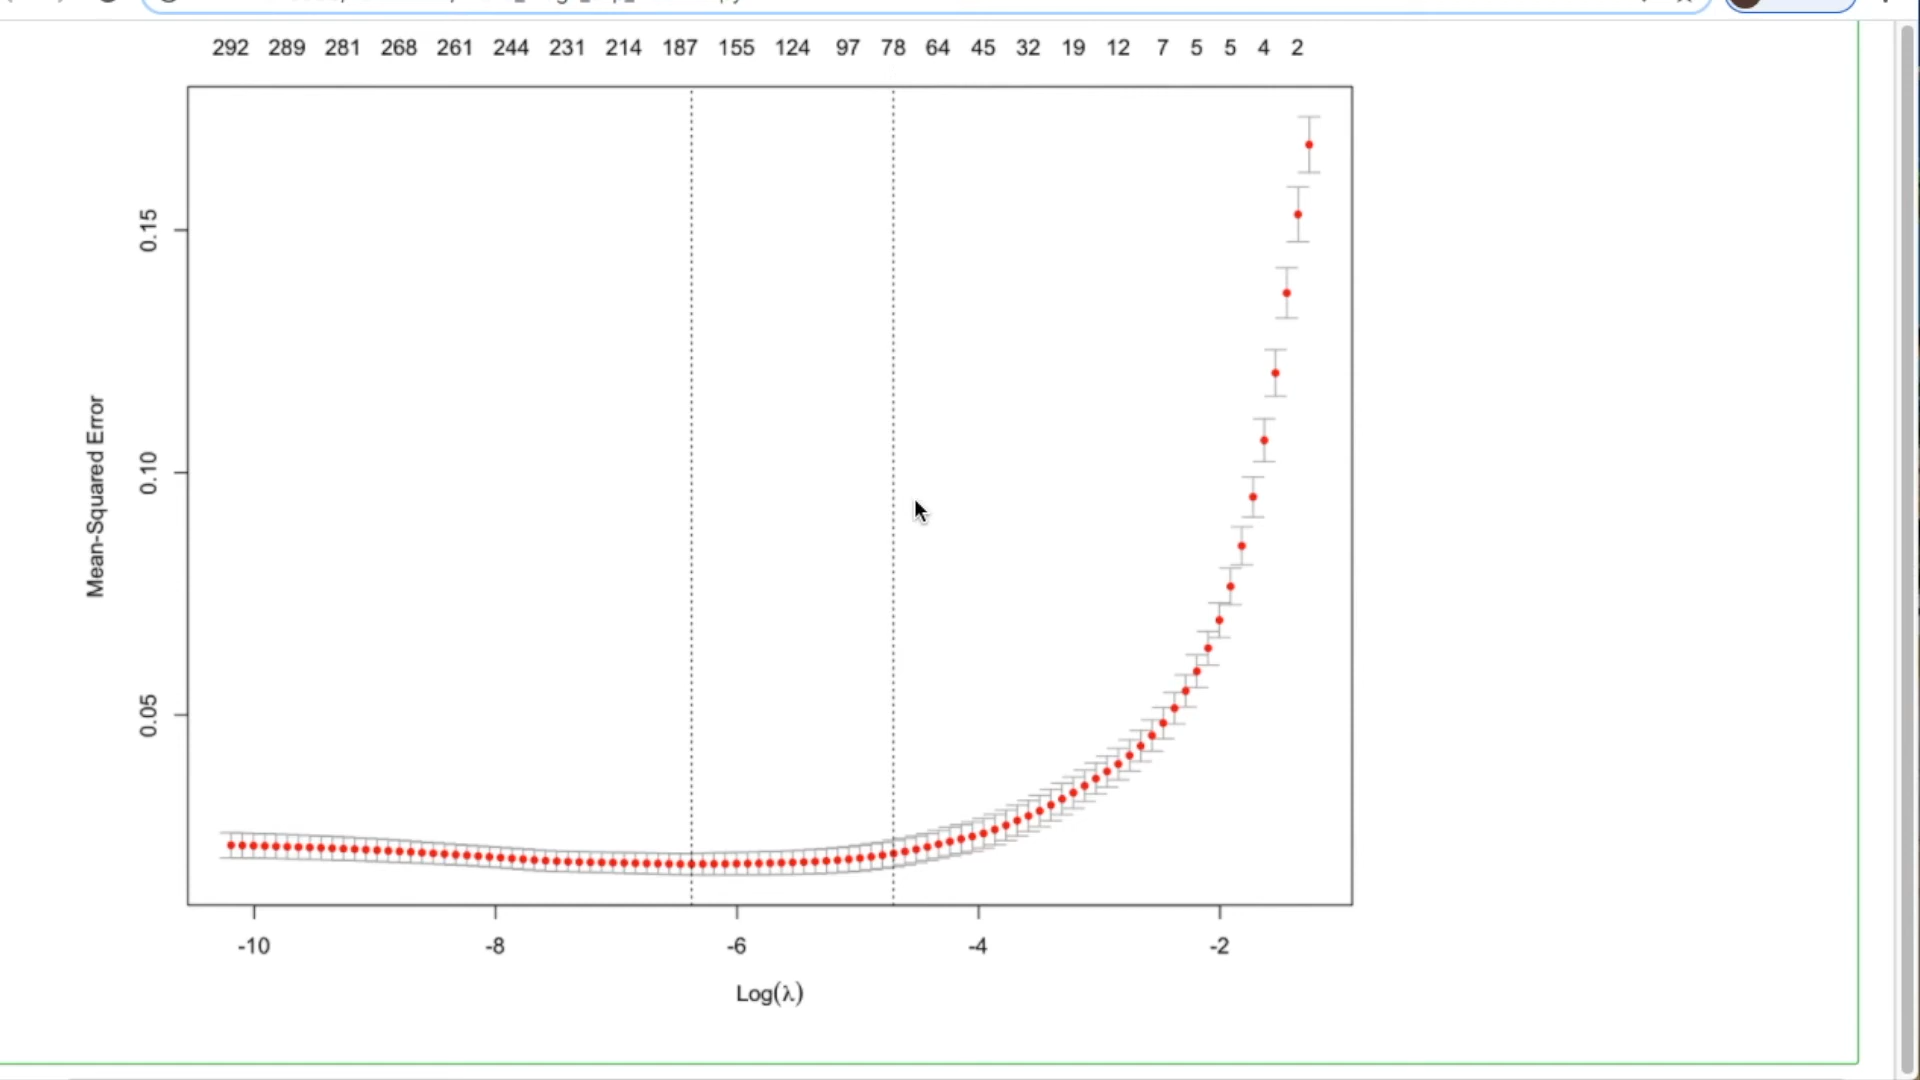 292 289 281 268 261 244 231 214 187 155 124 97 78 64 45 32 19 12 7 5 5 4 2
0.15
0.10
0.05
Mean-Squared Error
-10 -8 -6 -4 -2
Log(λ)